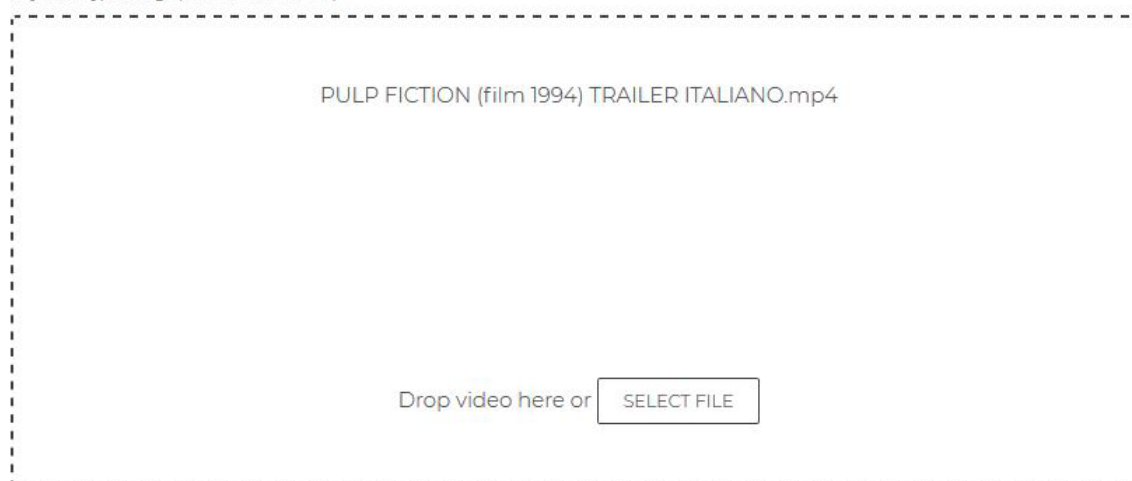 PULP FICTION (film 1994) TRAILER ITALIANO.mp4
Drop video here or SELECT FILE